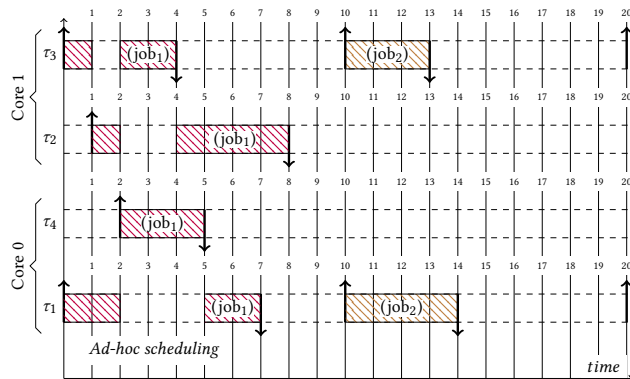 1 2 3 4 5 6 7 8 9 10 11 12 13 14 15 16 17 18 19 20
τ3 (job1) (job2)
Core 1
1 2 3 4 5 6 7 8 9 10 11 12 13 14 15 16 17 18 19 20
τ2 (job1)
1 2 3 4 5 6 7 8 9 10 11 12 13 14 15 16 17 18 19 20
τ4 (job1)
Core 0
1 2 3 4 5 6 7 8 9 10 11 12 13 14 15 16 17 18 19 20
τ1 (job1) (job2)
Ad-hoc scheduling
time